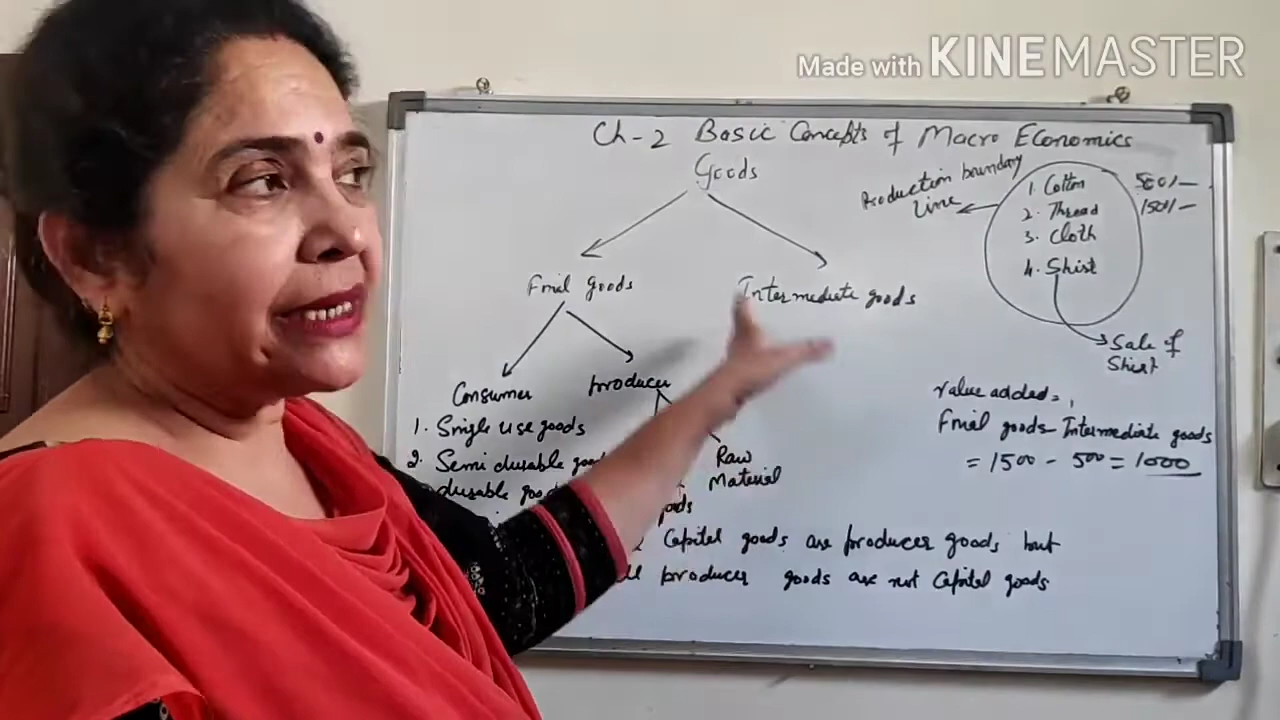 Made with KINEMASTER
Ch-2 Basic Concepts of Macro Economics
Goods
Production boundary
line
1. Cotton 500/-
2. Thread 150/-
3. Cloth
4. Shirt
Sale of
Shirt
Final goods
Intermediate goods
Consumer
producer
1. Single use goods
2. Semi durable
durable
Raw
Material
value added =
Final goods - Intermediate goods
= 1500 - 500 = 1000
Capital goods are producer goods but
producer goods are not Capital goods